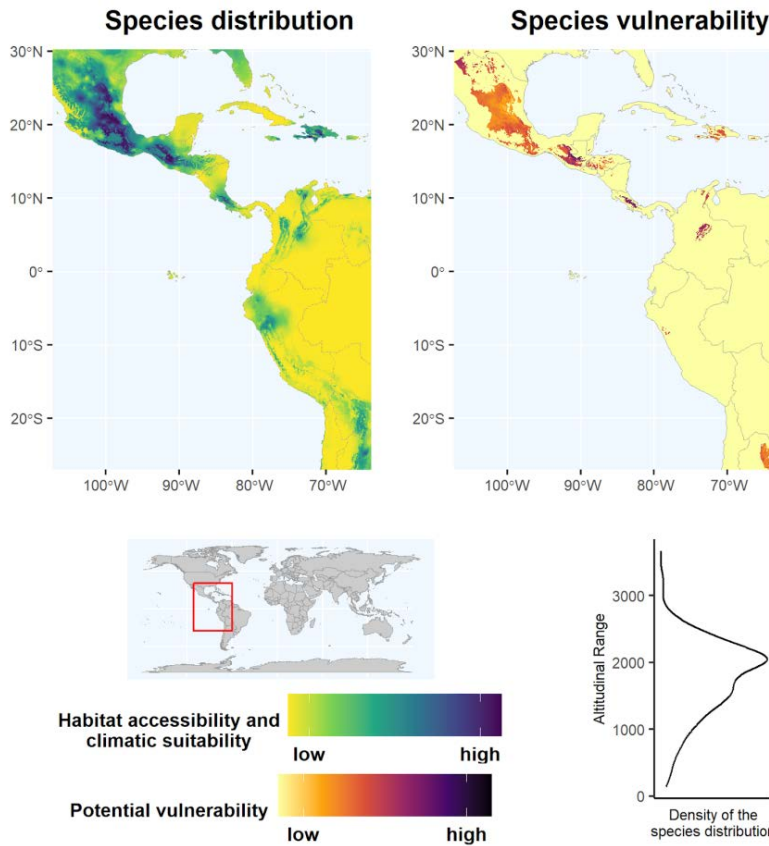 Species distribution
Species vulnerability
30°N
20°N
10°N
0°
10°S
20°S
100°W 90°W 80°W 70°W
30°N
20°N
10°N
0°
10°S
20°S
100°W 90°W 80°W 70°W
Habitat accessibility and
climatic suitability
low high
Potential vulnerability
low high
Altitudinal Range
3000
2000
1000
0
Density of the
species distribution